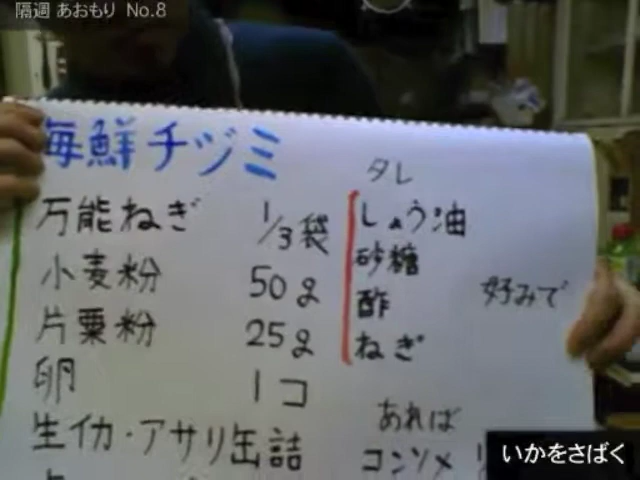 隔週 あおもり No.8
海鮮チヅミ
万能ねぎ 1/3袋
小麦粉 50g
片栗粉 25g
卵 1コ
生イカ・アサリ缶詰
タレ
しょう油
砂糖
酢
ねぎ
好みで
あれば
コンソメ
いかをさばく